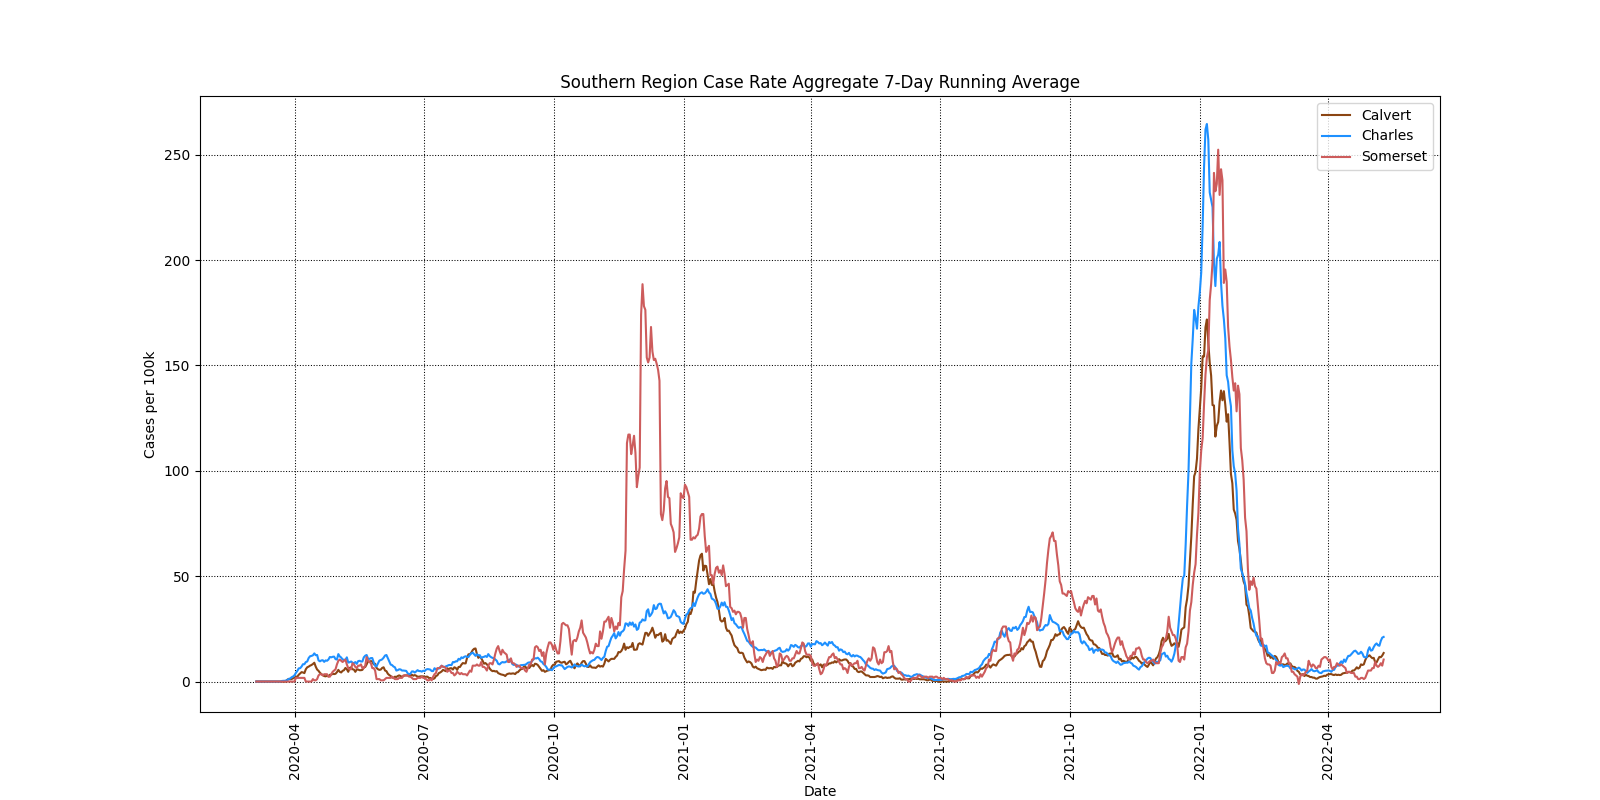 Southern Region Case Rate Aggregate 7-Day Running Average
Calvert
Charles
Somerset
Cases per 100k
250
200
150
100
50
0
2020-04
2020-07
2020-10
2021-01
2021-04
2021-07
2021-10
2022-01
2022-04
Date